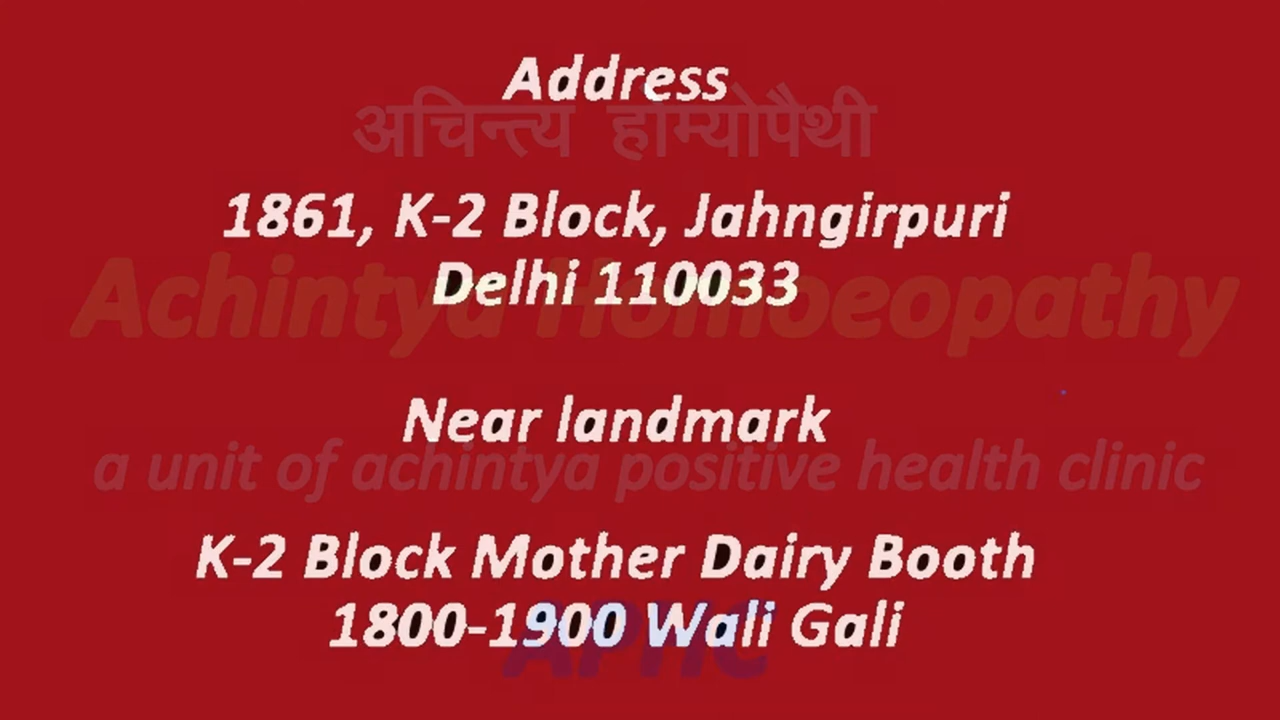 Address
अचिन्त्य होम्योपैथी
1861, K-2 Block, Jahngirpuri
Delhi 110033
Achintya Homoeopathy
Near landmark
a unit of achintya positive health clinic
K-2 Block Mother Dairy Booth
1800-1900 Wali Gali
APHC